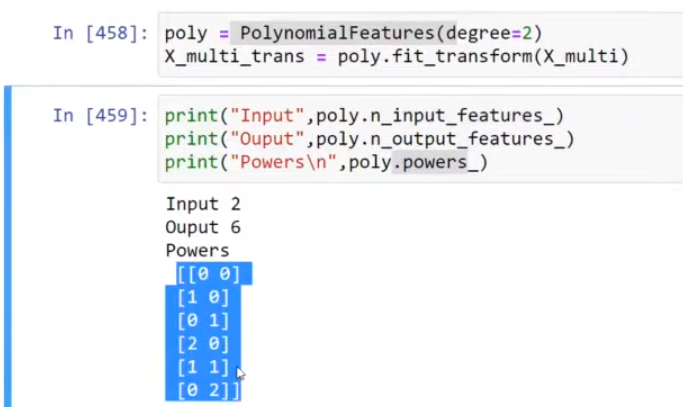 In [458]: poly = PolynomialFeatures(degree=2)
X_multi_trans = poly.fit_transform(X_multi)
In [459]: print("Input",poly.n_input_features_)
print("Ouput",poly.n_output_features_)
print("Powers\n",poly.powers_)
Input 2
Ouput 6
Powers
[[0 0]
[1 0]
[0 1]
[2 0]
[1 1]
[0 2]]